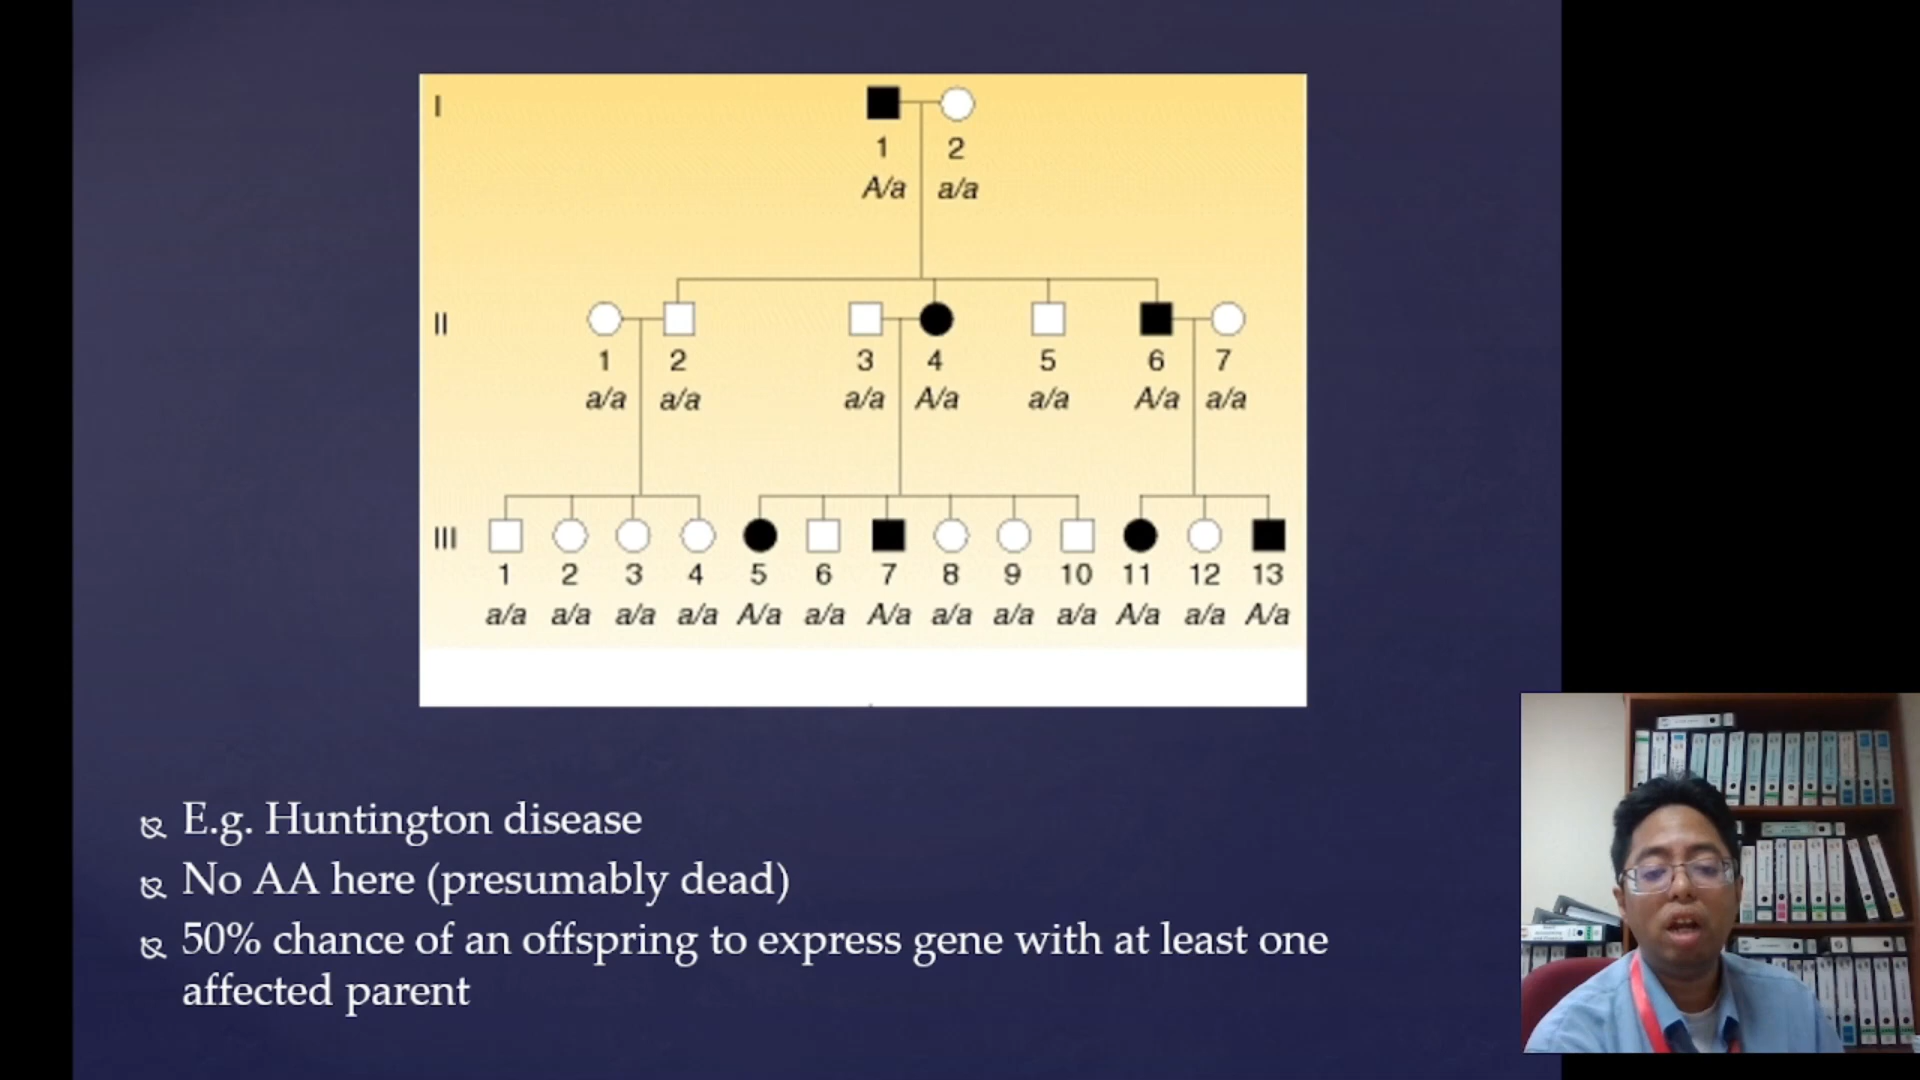 I
1 2
A/a a/a
II
1 2 3 4 5 6 7
a/a a/a a/a A/a a/a A/a a/a
III
1 2 3 4 5 6 7 8 9 10 11 12 13
a/a a/a a/a a/a A/a a/a A/a a/a a/a a/a A/a a/a A/a
E.g. Huntington disease
No AA here (presumably dead)
50% chance of an offspring to express gene with at least one
affected parent